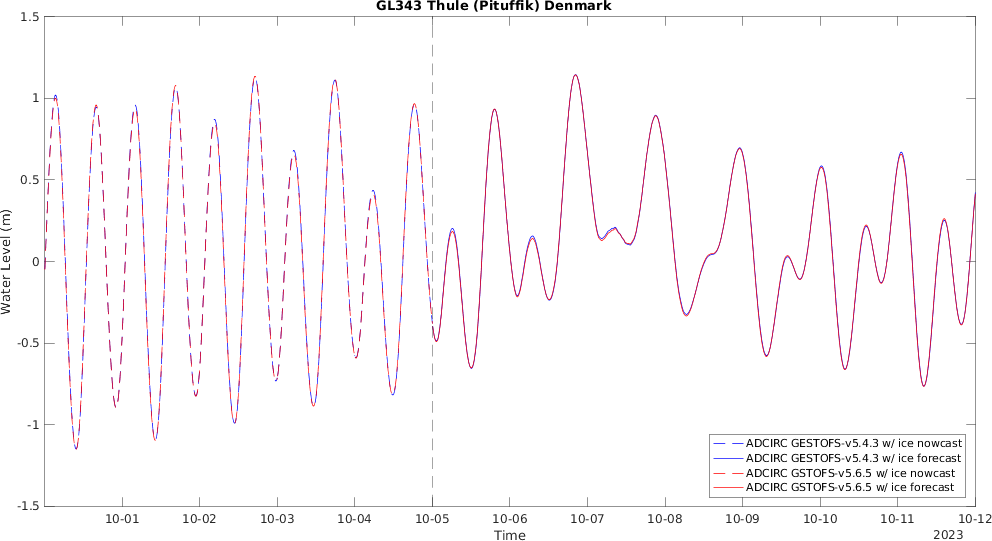 GL343 Thule (Pituffik) Denmark
1.5
1
0.5
0
-0.5
-1
-1.5
Water Level (m)
10-01 10-02 10-03 10-04 10-05 10-06 10-07 10-08 10-09 10-10 10-11 10-12
Time
2023
ADCIRC GESTOFS-v5.4.3 w/ ice nowcast
ADCIRC GESTOFS-v5.4.3 w/ ice forecast
ADCIRC GSTOFS-v5.6.5 w/ ice nowcast
ADCIRC GSTOFS-v5.6.5 w/ ice forecast